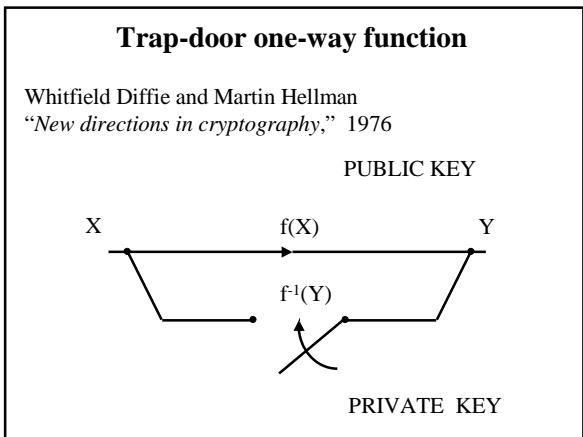 Trap-door one-way function
Whitfield Diffie and Martin Hellman
“New directions in cryptography,” 1976
PUBLIC KEY
X f(X) Y
f⁻¹(Y)
PRIVATE KEY